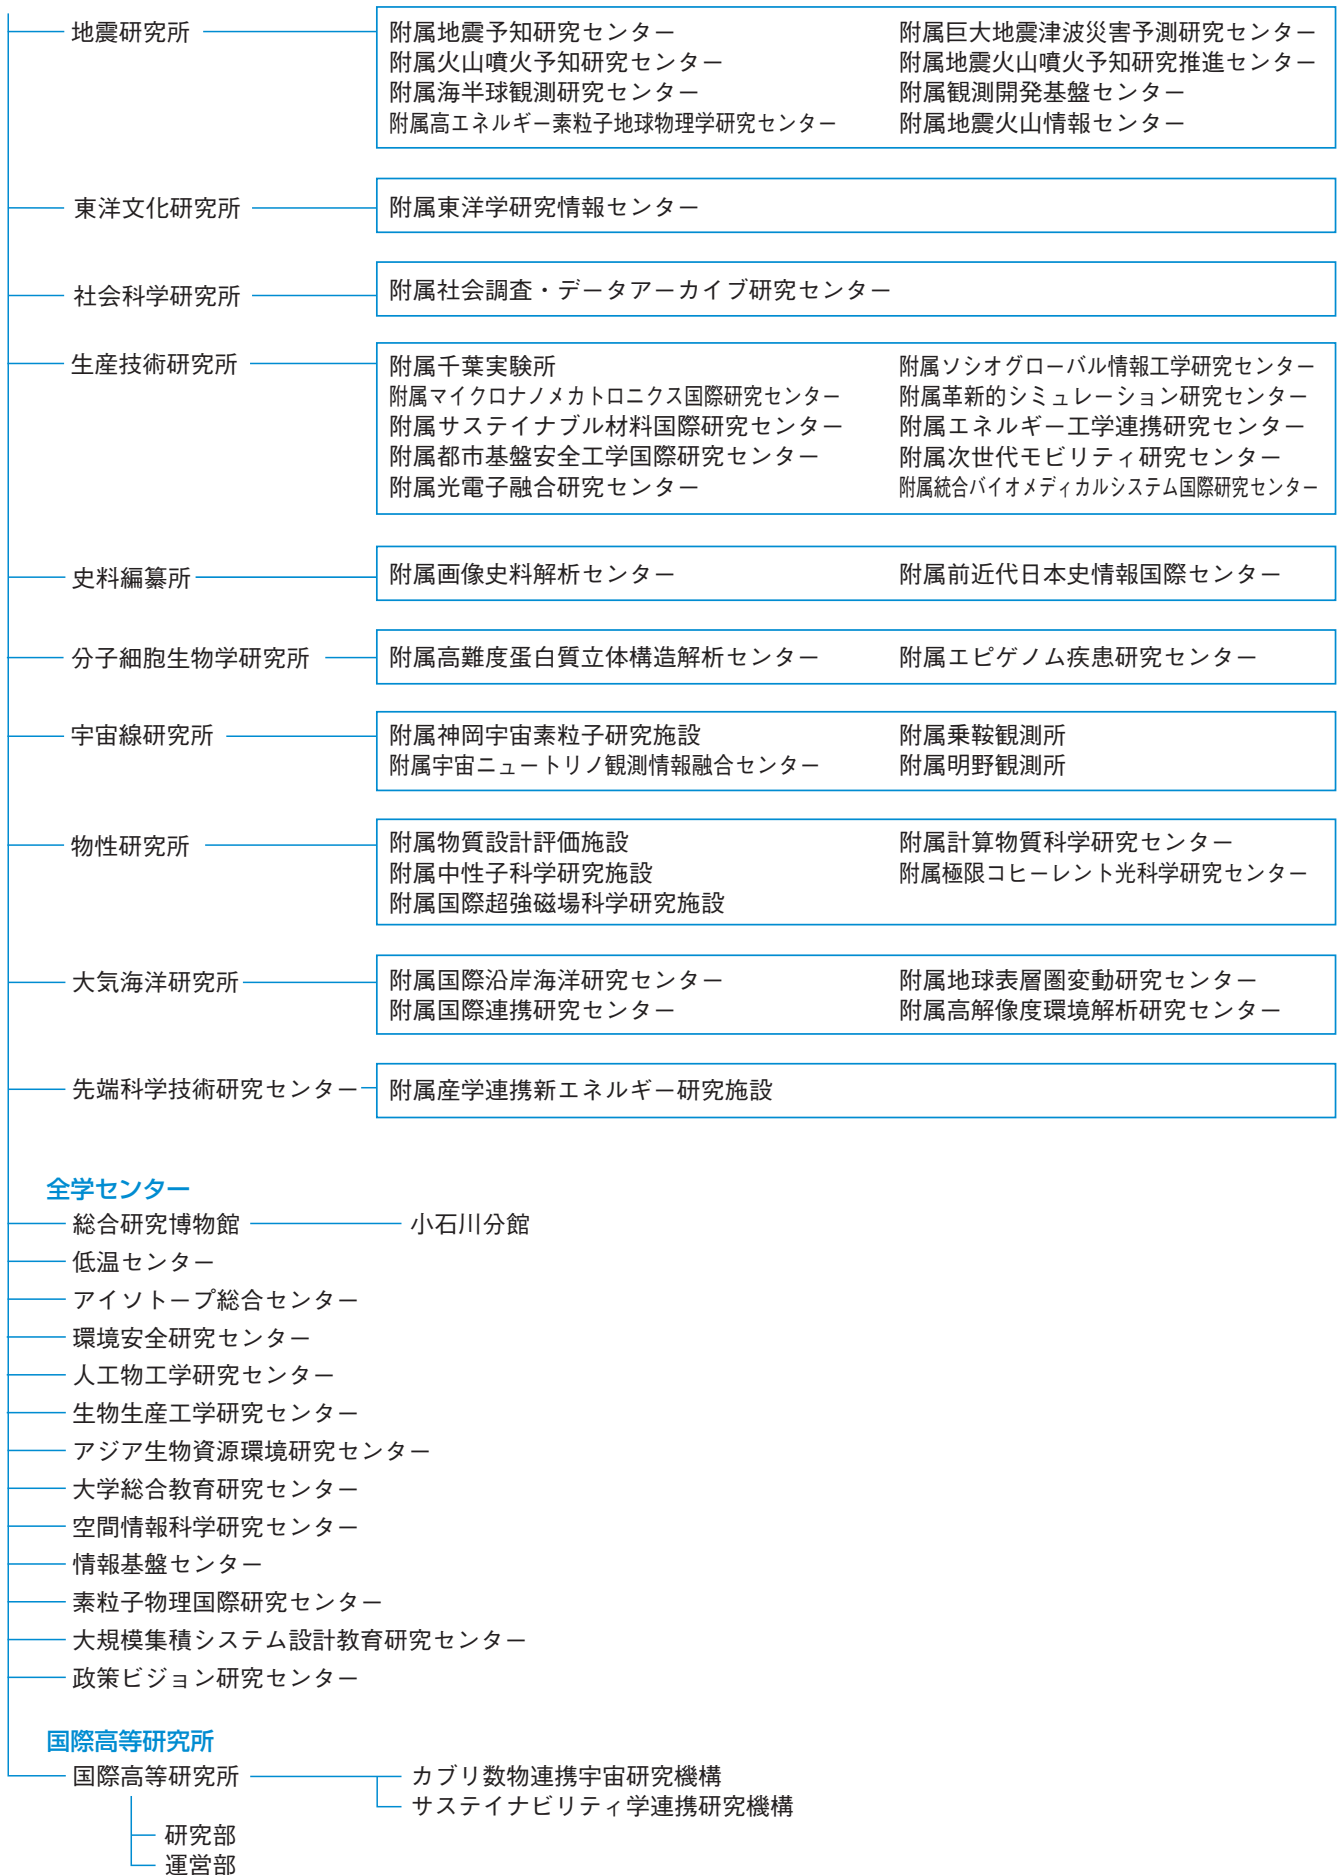 地震研究所
附属地震予知研究センター
附属巨大地震津波災害予測研究センター
附属火山噴火予知研究センター
附属地震火山噴火予知研究推進センター
附属海半球観測研究センター
附属観測開発基盤センター
附属高エネルギー素粒子地球物理学研究センター
附属地震火山情報センター
東洋文化研究所
附属東洋学研究情報センター
社会科学研究所
附属社会調査・データアーカイブ研究センター
生産技術研究所
附属千葉実験所
附属ソシオグローバル情報工学研究センター
附属マイクロナノメカトロニクス国際研究センター
附属革新的シミュレーション研究センター
附属サステイナブル材料国際研究センター
附属エネルギー工学連携研究センター
附属都市基盤安全工学国際研究センター
附属次世代モビリティ研究センター
附属光電子融合研究センター
附属統合バイオメディカルシステム国際研究センター
史料編纂所
附属画像史料解析センター
附属前近代日本史情報国際センター
分子細胞生物学研究所
附属高難度蛋白質立体構造解析センター
附属エピゲノム疾患研究センター
宇宙線研究所
附属神岡宇宙素粒子研究施設
附属乗鞍観測所
附属宇宙ニュートリノ観測情報融合センター
附属明野観測所
物性研究所
附属物質設計評価施設
附属計算物質科学研究センター
附属中性子科学研究施設
附属極限コヒーレント光科学研究センター
附属国際超強磁場科学研究施設
大気海洋研究所
附属国際沿岸海洋研究センター
附属地球表層圏変動研究センター
附属国際連携研究センター
附属高解像度環境解析研究センター
先端科学技術研究センター
附属産学連携新エネルギー研究施設
全学センター
総合研究博物館
小石川分館
低温センター
アイソトープ総合センター
環境安全研究センター
人工物工学研究センター
生物生産工学研究センター
アジア生物資源環境研究センター
大学総合教育研究センター
空間情報科学研究センター
情報基盤センター
素粒子物理国際研究センター
大規模集積システム設計教育研究センター
政策ビジョン研究センター
国際高等研究所
国際高等研究所
カブリ数物連携宇宙研究機構
サステイナビリティ学連携研究機構
研究部
運営部